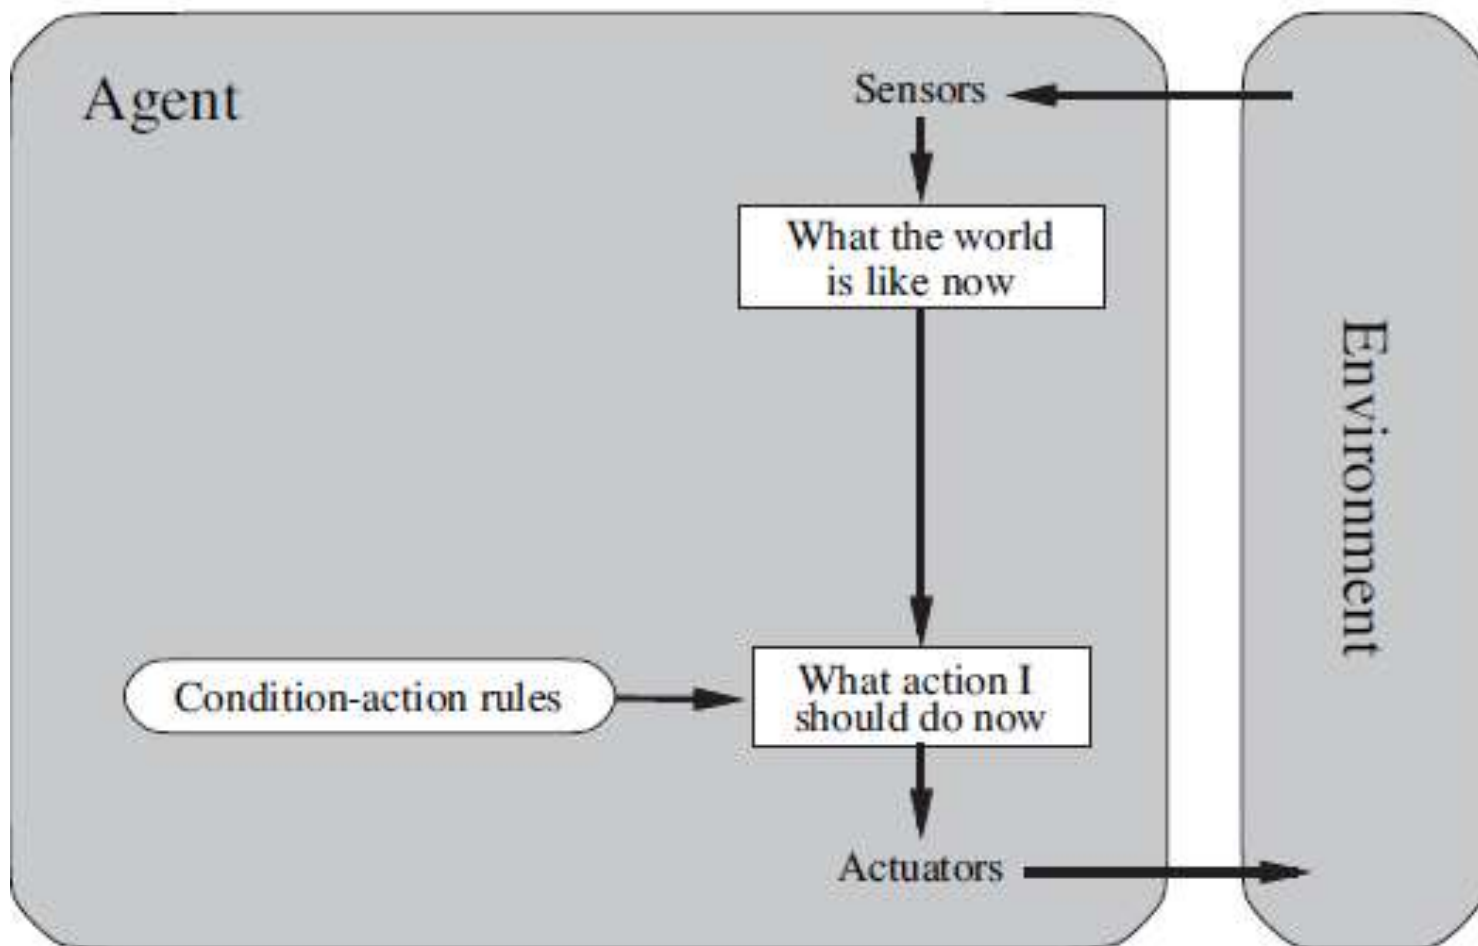 Agent
Sensors
What the world
is like now
Environment
Condition-action rules
What action I
should do now
Actuators